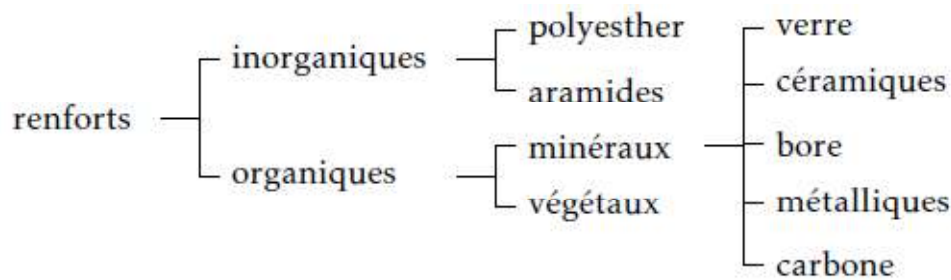 renforts
inorganiques
organiques
polyesther
aramides
minéraux
végétaux
verre
céramiques
bore
métalliques
carbone